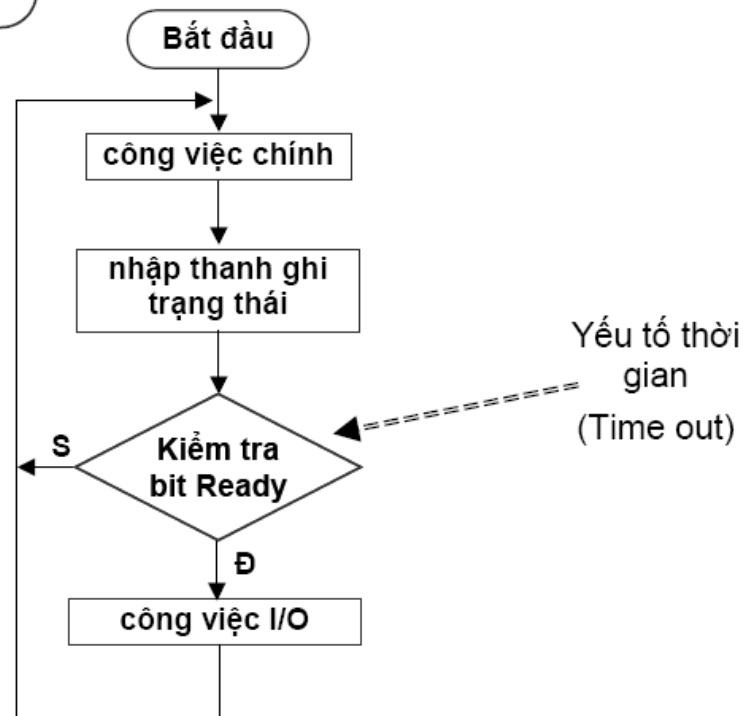 Bắt đầu
công việc chính
nhập thanh ghi
trạng thái
Yếu tố thời
gian
(Time out)
Kiểm tra
bit Ready
S
Đ
công việc I/O